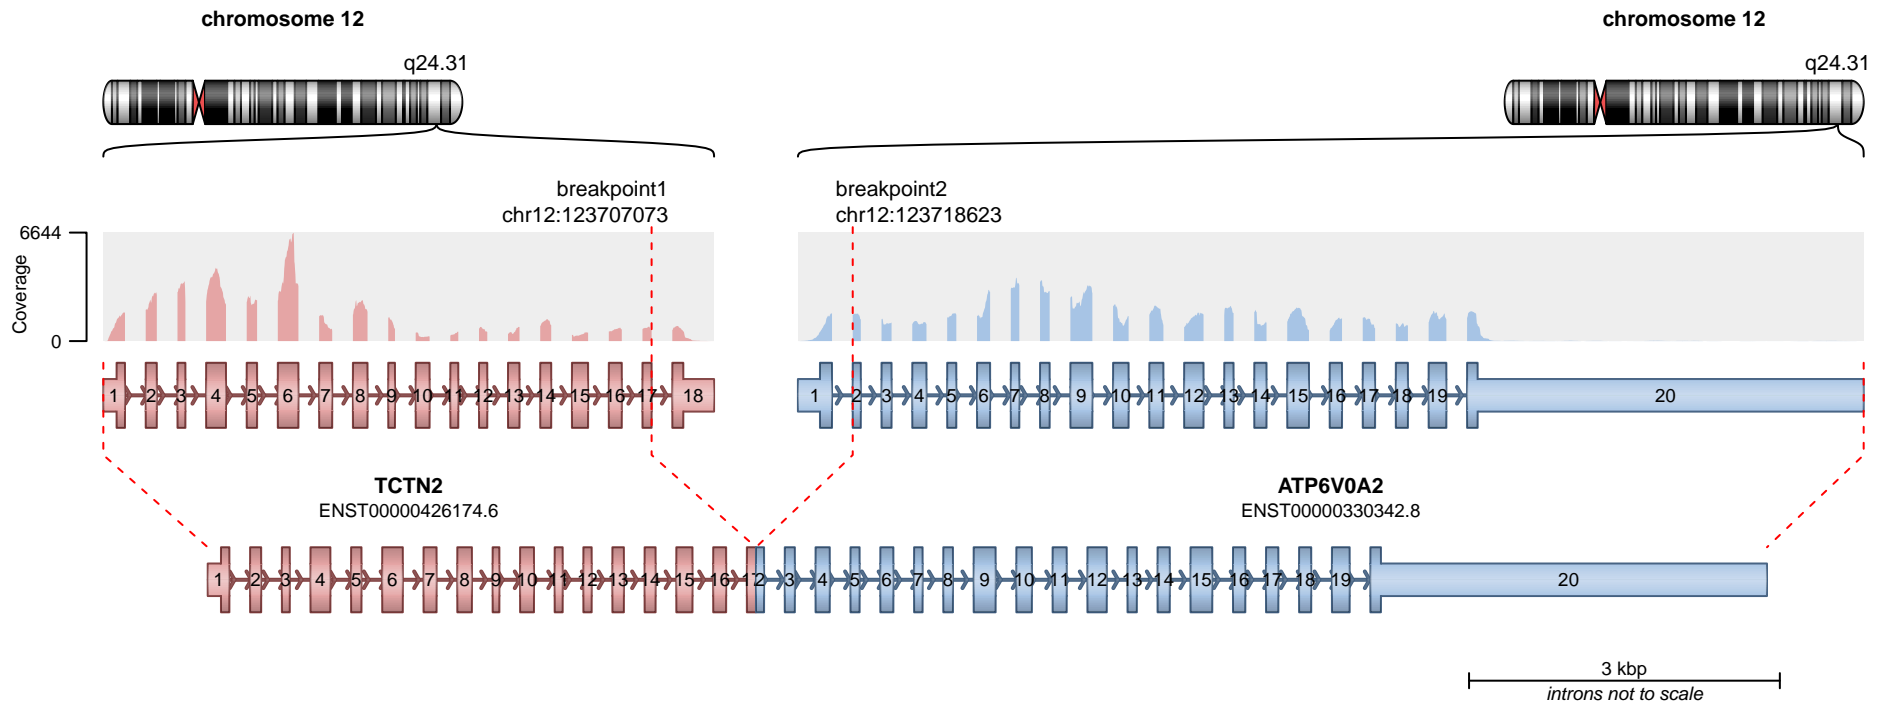 chromosome 12 chromosome 12
q24.31 q24.31
breakpoint1 breakpoint2
chr12:123707073 chr12:123718623
6644
Coverage
0
1 2 3 4 5 6 7 8 9 10 11 12 13 14 15 16 17 18 1 2 3 4 5 6 7 8 9 10 11 12 13 14 15 16 17 18 19 20
TCTN2 ATP6V0A2
ENST00000426174.6 ENST00000330342.8
1 2 3 4 5 6 7 8 9 10 11 12 13 14 15 16 2 3 4 5 6 7 8 9 10 11 12 13 14 15 16 17 18 19 20
3 kbp
introns not to scale